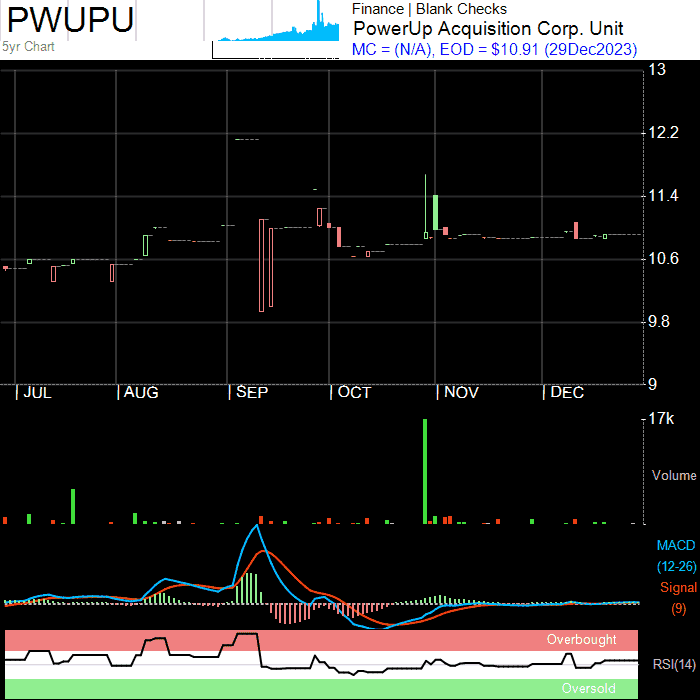 PWUPU
5yr Chart
Finance | Blank Checks
PowerUp Acquisition Corp. Unit
MC = (N/A), EOD = $10.91 (29Dec2023)
13
12.2
11.4
10.6
9.8
9
JUL AUG SEP OCT NOV DEC
17k
Volume
MACD
(12-26)
Signal
(9)
Overbought
RSI(14)
Oversold